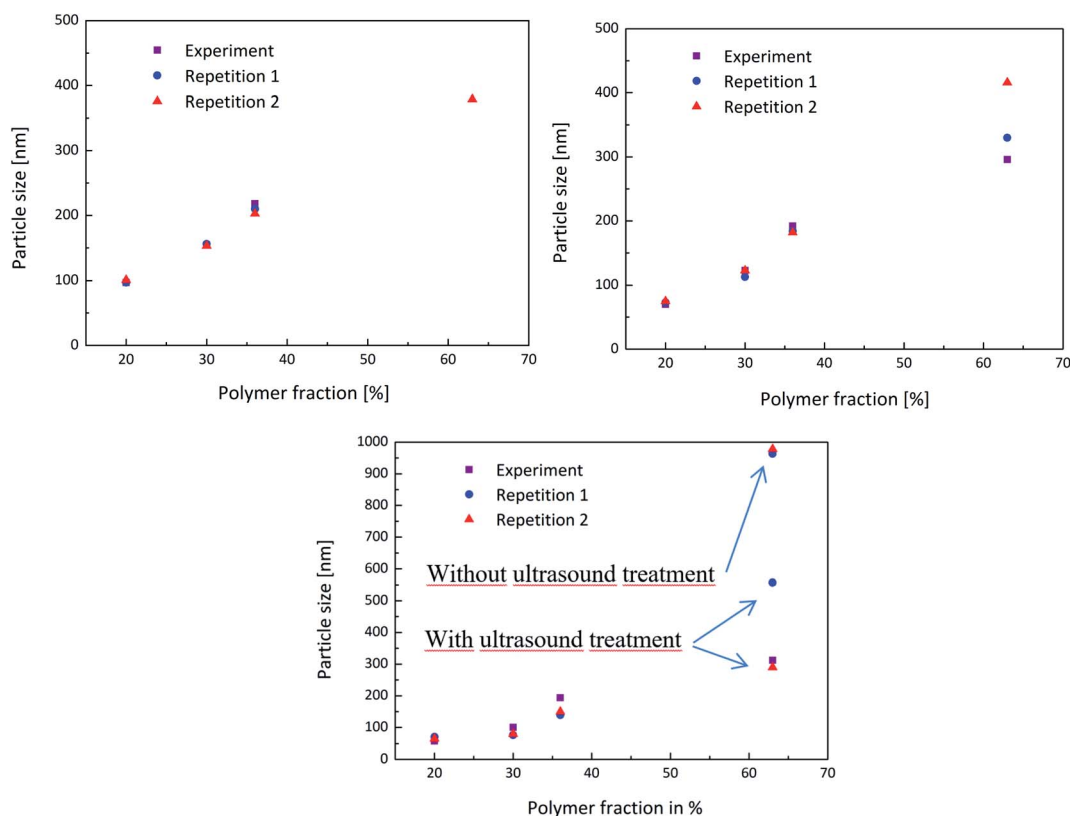 500
400
300
200
100
0
Particle size [nm]
Experiment
Repetition 1
Repetition 2
20 30 40 50 60 70
Polymer fraction [%]
500
400
300
200
100
0
Particle size [nm]
Experiment
Repetition 1
Repetition 2
20 30 40 50 60 70
Polymer fraction [%]
1000
900
800
700
600
500
400
300
200
100
0
Particle size [nm]
Experiment
Repetition 1
Repetition 2
Without ultrasound treatment
With ultrasound treatment
20 30 40 50 60 70
Polymer fraction in %